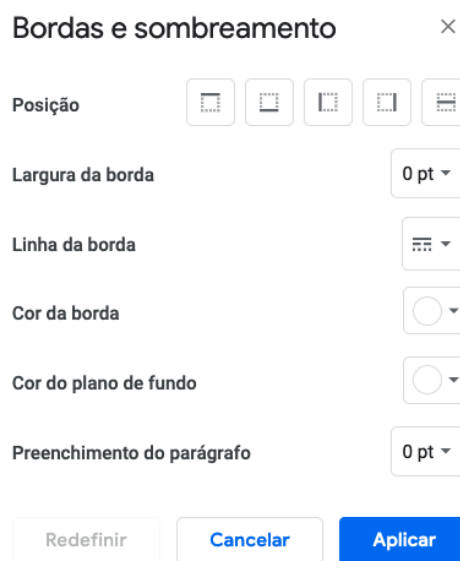 Bordas e sombreamento
Posição
Largura da borda 0 pt
Linha da borda
Cor da borda
Cor do plano de fundo
Preenchimento do parágrafo 0 pt
Redefinir Cancelar Aplicar